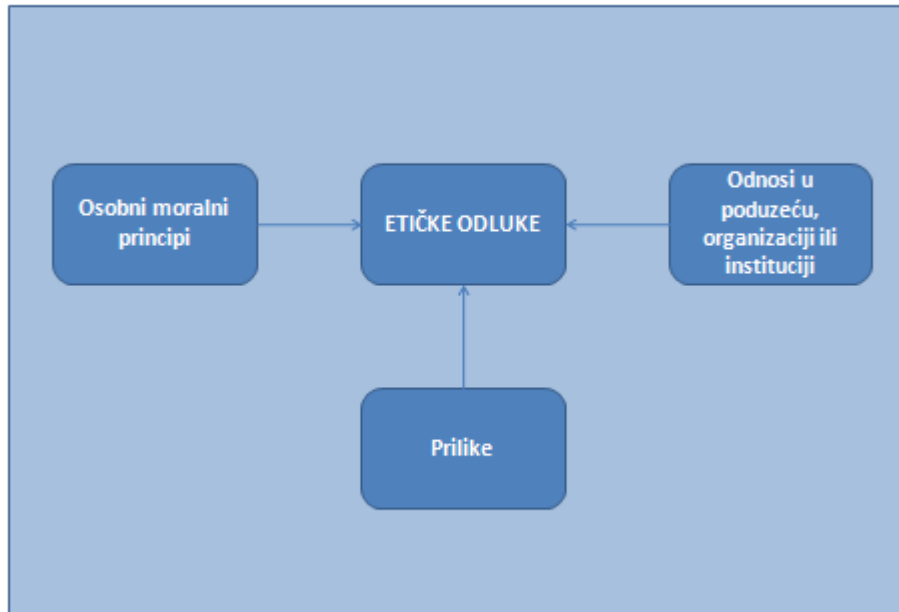 Osobni moralni
principi
ETIČKE ODLUKE
Odnosi u
poduzeću,
organizaciji ili
instituciji
Prilike